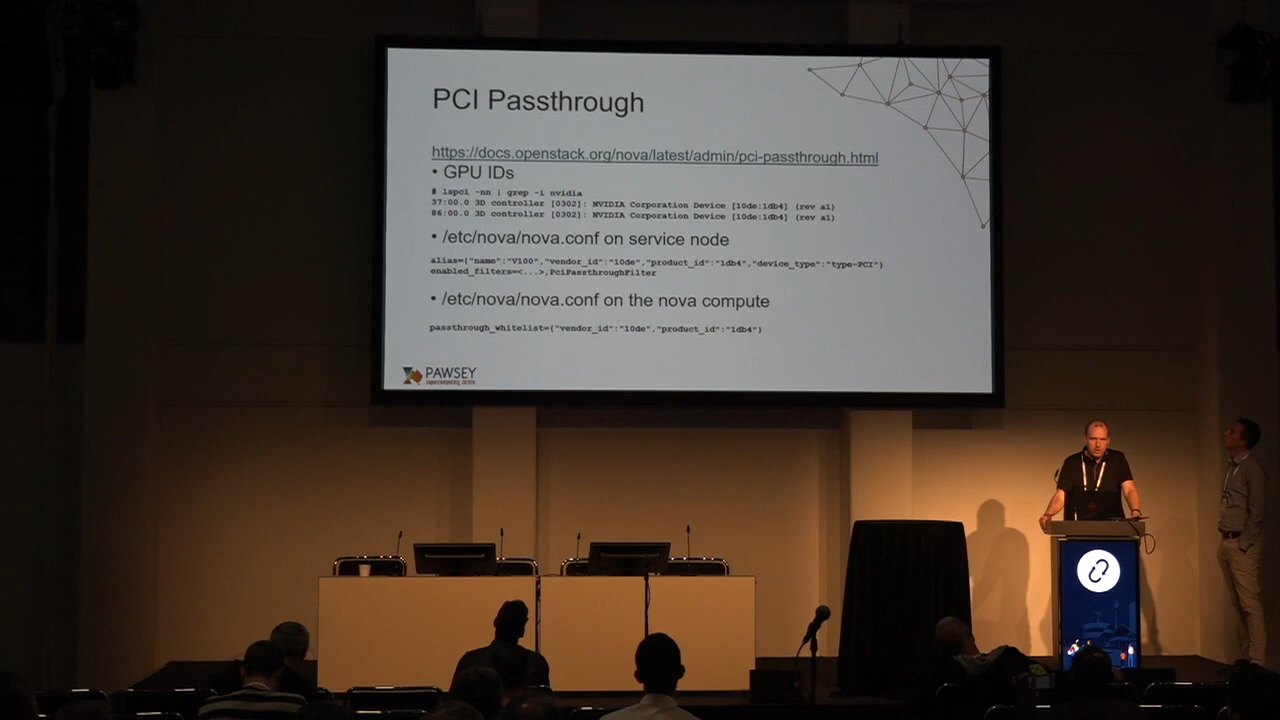 PCI Passthrough
https://docs.openstack.org/nova/latest/admin/pci-passthrough.html
• GPU IDs
# lspci -nn | grep -i nvidia
37:00.0 3D controller [0302]: NVIDIA Corporation Device [10de:1db4] (rev a1)
86:00.0 3D controller [0302]: NVIDIA Corporation Device [10de:1db4] (rev a1)
• /etc/nova/nova.conf on service node
alias={"name":"V100","vendor_id":"10de","product_id":"1db4","device_type":"type-PCI"}
enabled_filters=<...>,PciPassthroughFilter
• /etc/nova/nova.conf on the nova compute
passthrough_whitelist={"vendor_id":"10de","product_id":"1db4"}
PAWSEY
supercomputing centre